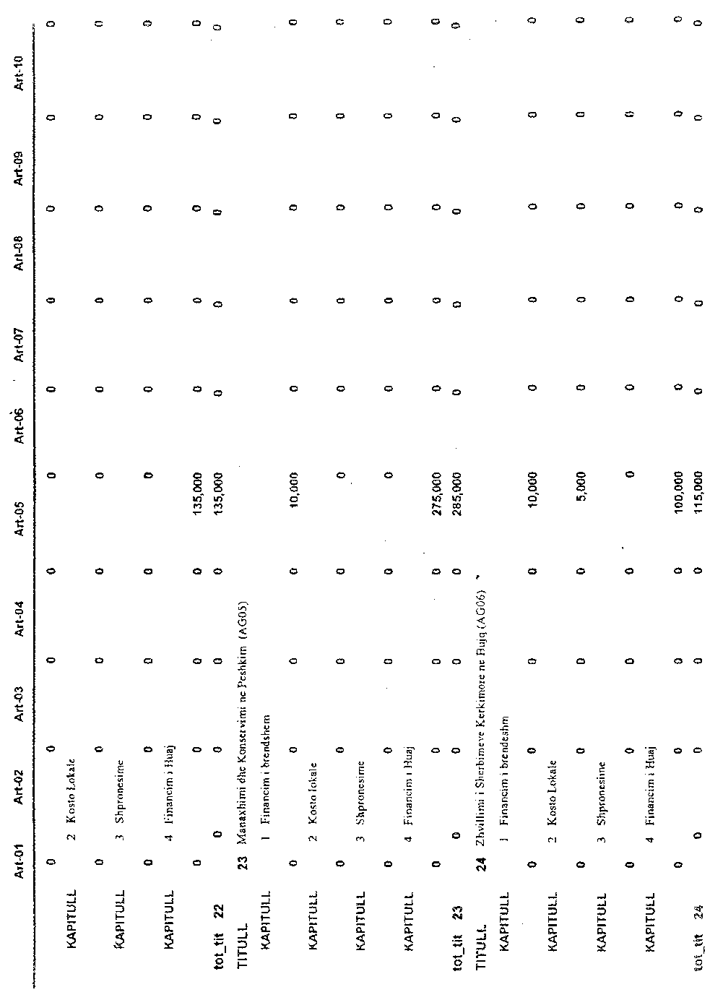 Art-01 Art-02 Art-03 Art-04 Art-05 Art-06 Art-07 Art-08 Art-09 Art-10
0 0 0 0 0 0 0 0 0 0
KAPITULL 2 Kosto Lokale
0 0 0 0 0 0 0 0 0 0
KAPITULL 3 Shpronesime
0 0 0 0 0 0 0 0 0 0
KAPITULL 4 Financim i Huaj
0 0 0 0 135,000 0 0 0 0 0
tot_tit 22 0 0 0 0 135,000 0 0 0 0 0
TITULL 23 Manaxhimi dhe Konservimi ne Peshkim (AG05)
KAPITULL 1 Financim i brendshem
0 0 0 0 10,000 0 0 0 0 0
KAPITULL 2 Kosto lokale
0 0 0 0 0 0 0 0 0 0
KAPITULL 3 Shpronesime
0 0 0 0 0 0 0 0 0 0
KAPITULL 4 Financim i Huaj
0 0 0 0 275,000 0 0 0 0 0
tot_tit 23 0 0 0 0 285,000 0 0 0 0 0
TITULL 24 Zhvillimi i Sherbimeve Kerkimore ne Bujq (AG06)
KAPITULL 1 Financim i brendeshm
0 0 0 0 10,000 0 0 0 0 0
KAPITULL 2 Kosto Lokale
0 0 0 0 5,000 0 0 0 0 0
KAPITULL 3 Shpronesime
0 0 0 0 0 0 0 0 0 0
KAPITULL 4 Financim i Huaj
0 0 0 0 100,000 0 0 0 0 0
tot_tit 24 0 0 0 0 115,000 0 0 0 0 0